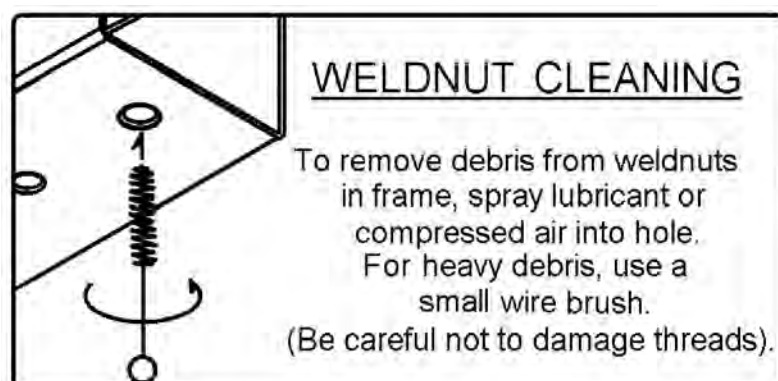 WELDNUT CLEANING
To remove debris from weldnuts
in frame, spray lubricant or
compressed air into hole.
For heavy debris, use a
small wire brush.
(Be careful not to damage threads).